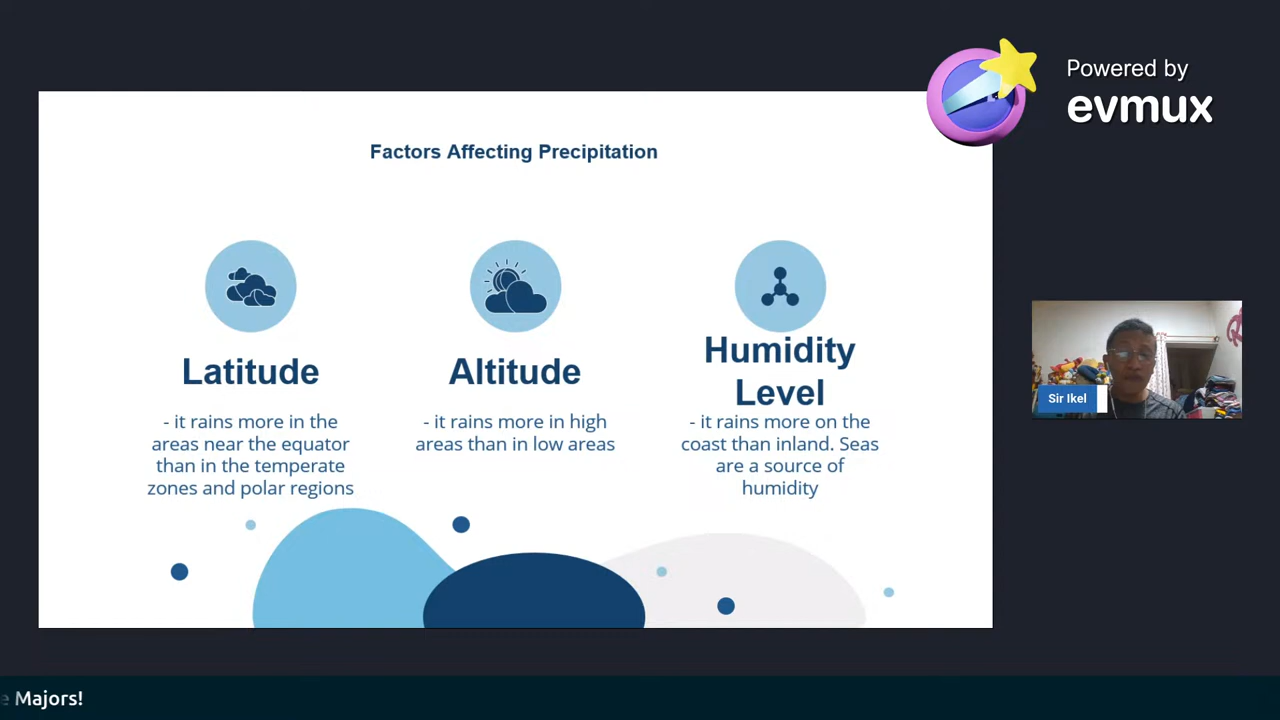 Powered by
evmux
Factors Affecting Precipitation
Latitude
- it rains more in the
areas near the equator
than in the temperate
zones and polar regions
Altitude
- it rains more in high
areas than in low areas
Humidity
Level
- it rains more on the
coast than inland. Seas
are a source of
humidity
Sir Ikel
e Majors!